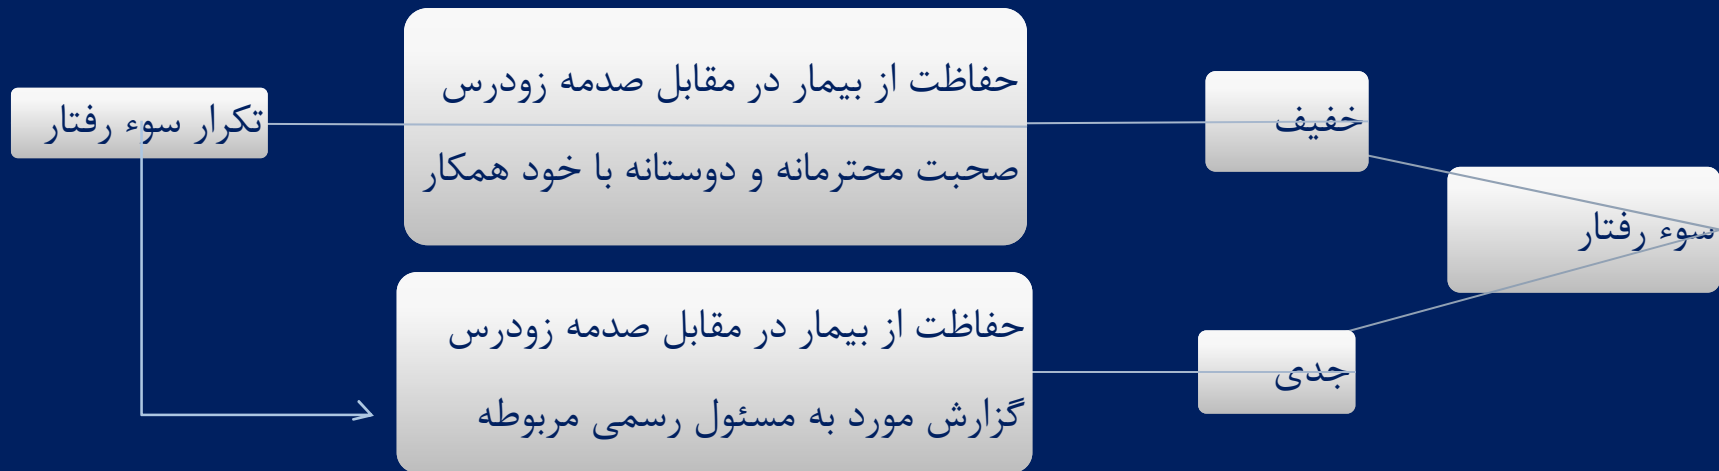 سوء رفتار
خفیف
حفاظت از بیمار در مقابل صدمه زودرس
صحبت محترمانه و دوستانه با خود همکار
تکرار سوء رفتار
جدی
حفاظت از بیمار در مقابل صدمه زودرس
گزارش مورد به مسئول رسمی مربوطه